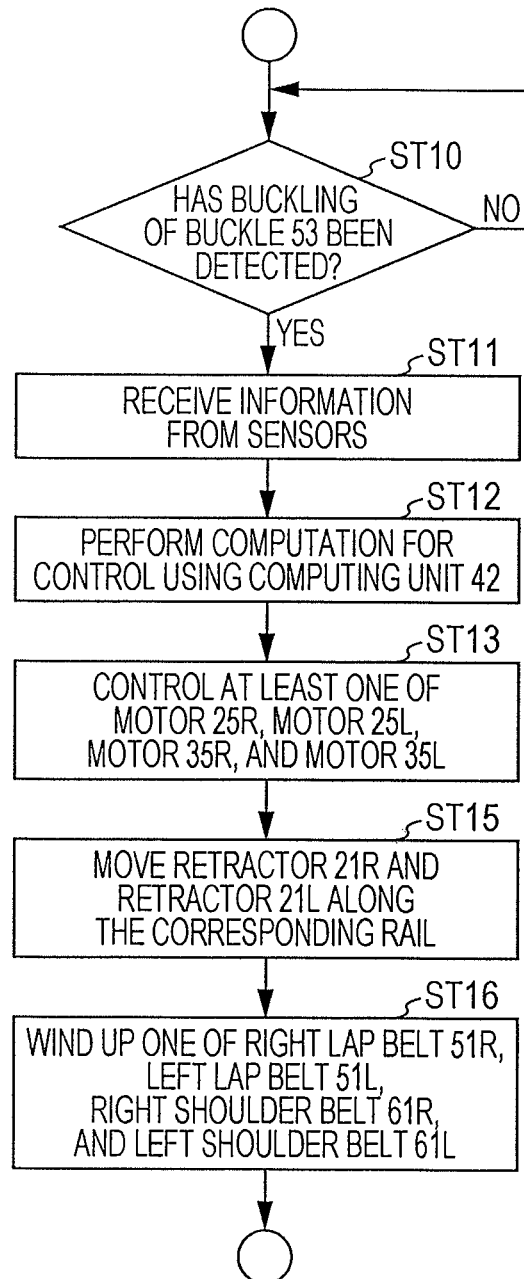 ST10
HAS BUCKLING
OF BUCKLE 53 BEEN
DETECTED?
NO
YES
ST11
RECEIVE INFORMATION
FROM SENSORS
ST12
PERFORM COMPUTATION FOR
CONTROL USING COMPUTING UNIT 42
ST13
CONTROL AT LEAST ONE OF
MOTOR 25R, MOTOR 25L,
MOTOR 35R, AND MOTOR 35L
ST15
MOVE RETRACTOR 21R AND
RETRACTOR 21L ALONG
THE CORRESPONDING RAIL
ST16
WIND UP ONE OF RIGHT LAP BELT 51R,
LEFT LAP BELT 51L,
RIGHT SHOULDER BELT 61R,
AND LEFT SHOULDER BELT 61L